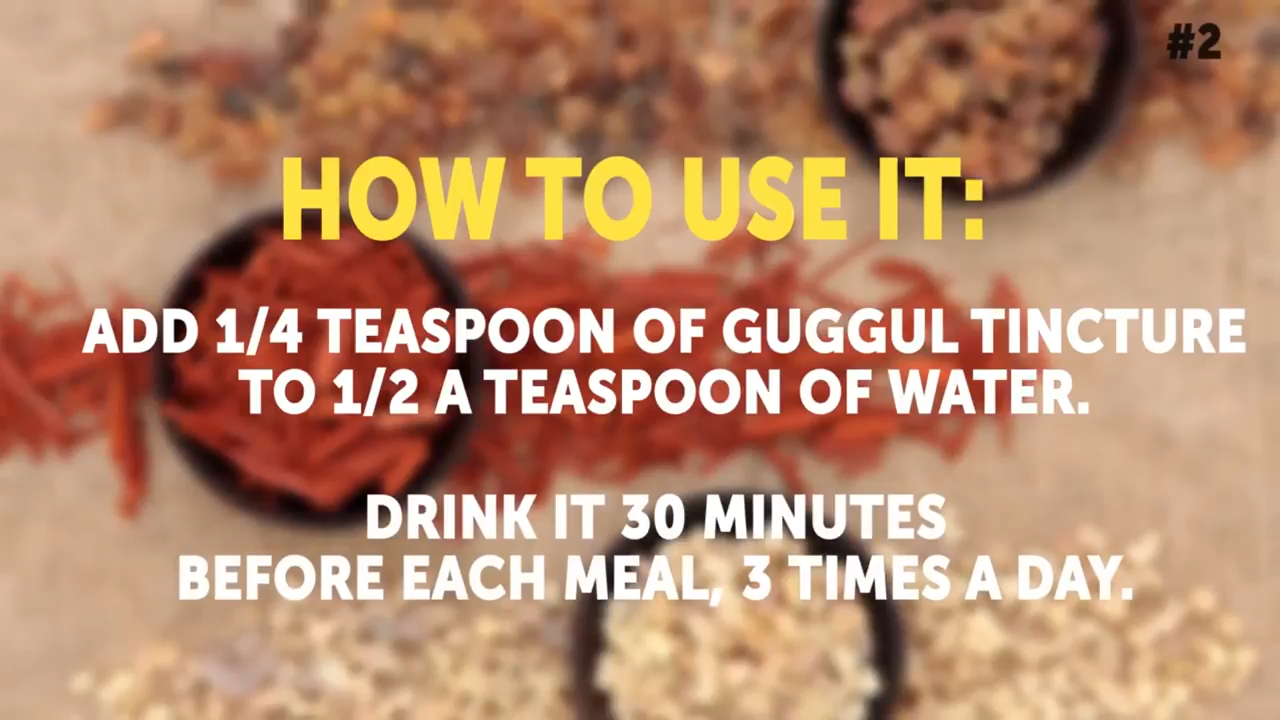 #2
HOW TO USE IT:
ADD 1/4 TEASPOON OF GUGGUL TINCTURE
TO 1/2 A TEASPOON OF WATER.
DRINK IT 30 MINUTES
BEFORE EACH MEAL, 3 TIMES A DAY.